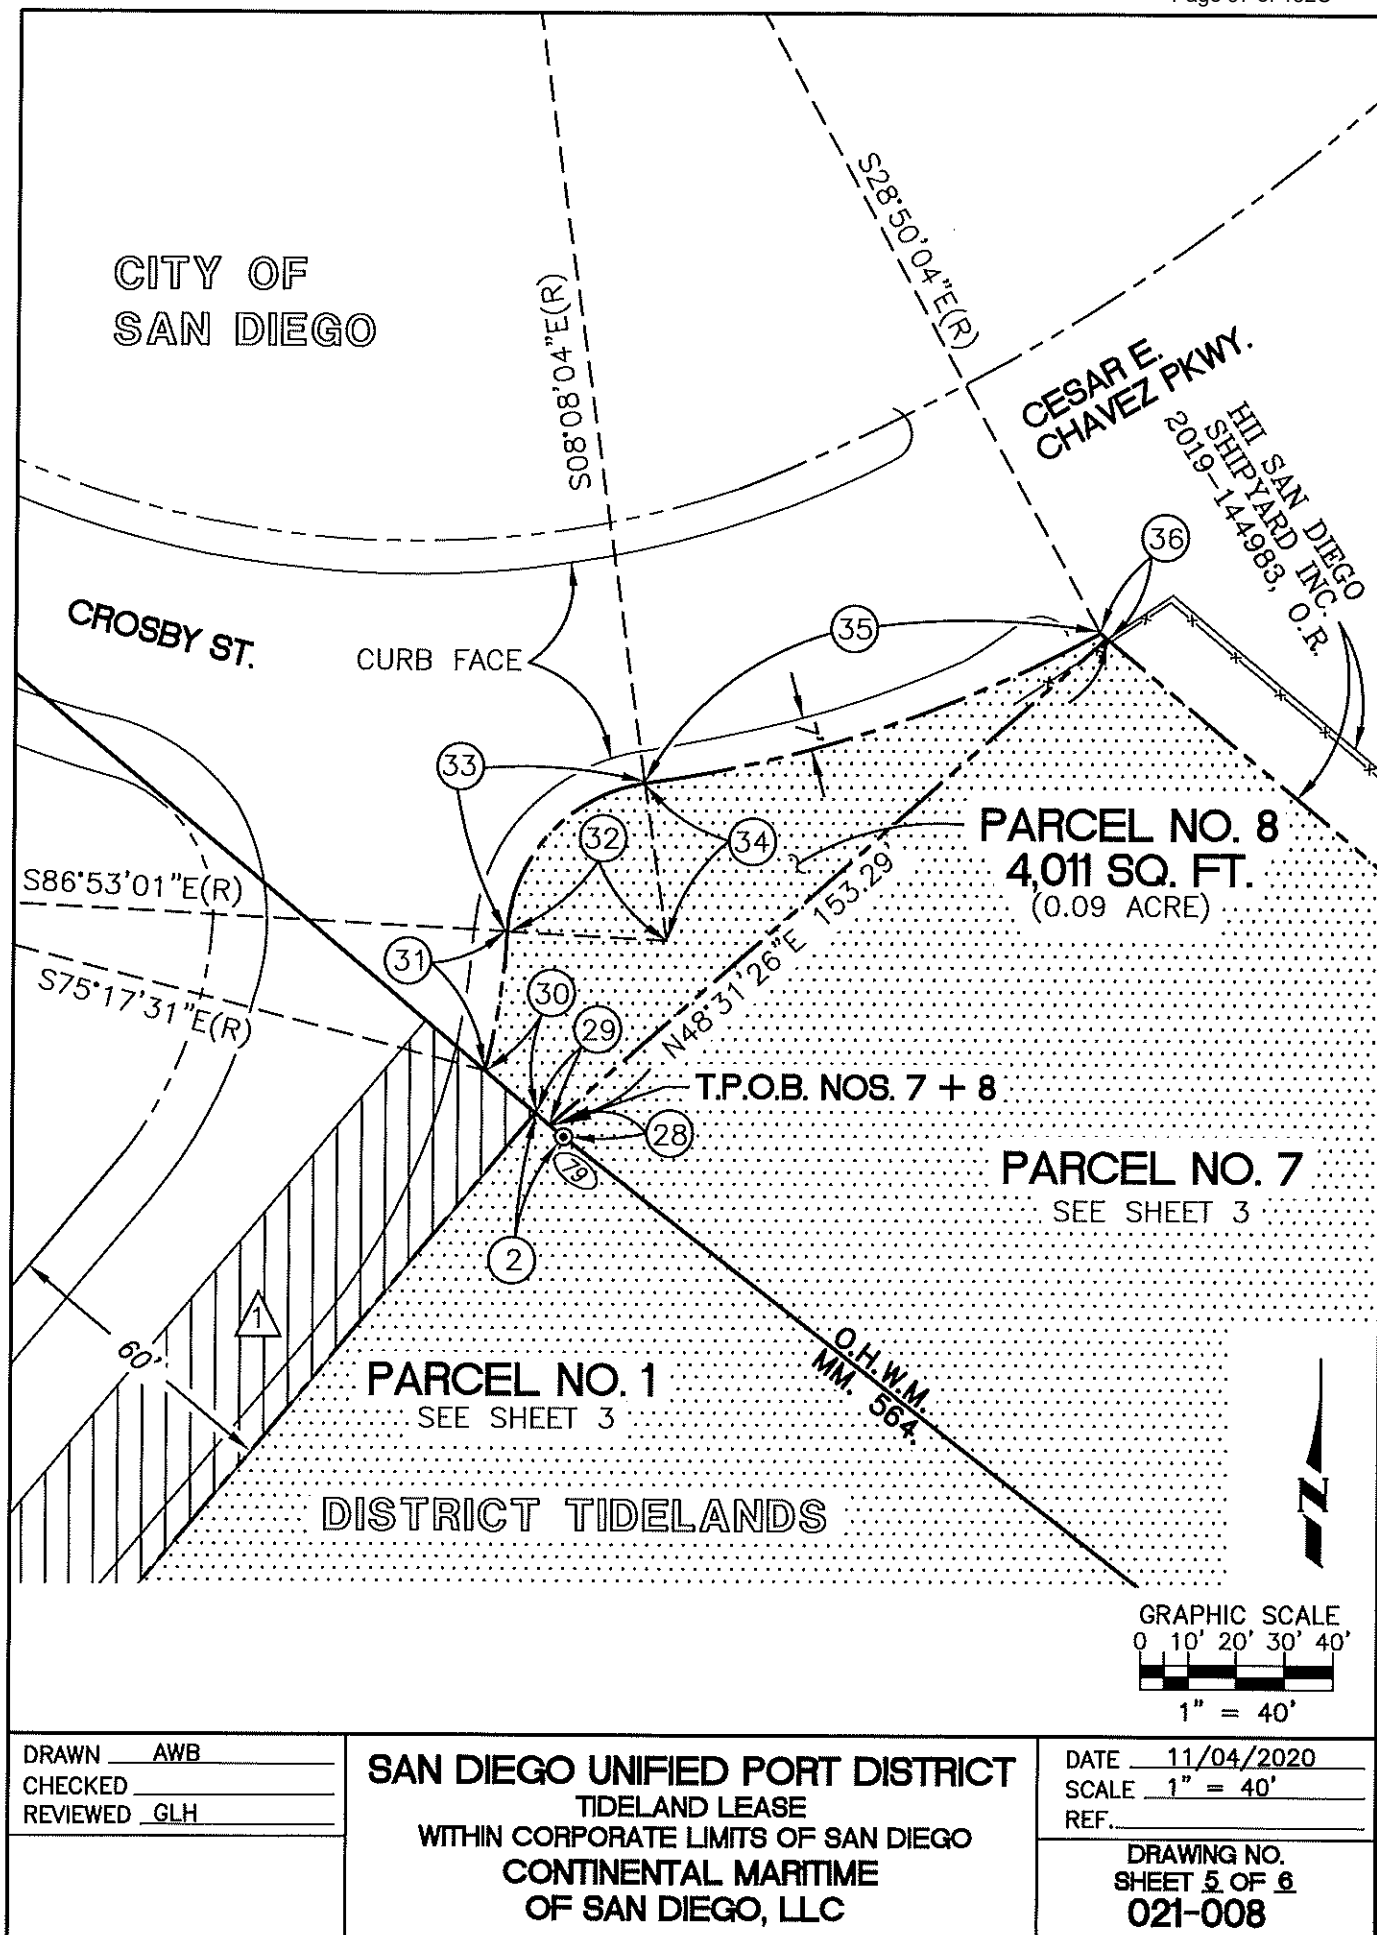 CITY OF
SAN DIEGO
S08°08'04"E(R)
S28°50'04"E(R)
CESAR E.
CHAVEZ PKWY.
HII SAN DIEGO
SHIPYARD INC.
2019-144983, O.R.
36
35
CROSBY ST.
CURB FACE
7'
33
32
34
PARCEL NO. 8
4,011 SQ. FT.
(0.09 ACRE)
S86°53'01"E(R)
31
S75°17'31"E(R)
30
29
N48°31'26"E 153.29'
T.P.O.B. NOS. 7 + 8
28
79
2
PARCEL NO. 7
SEE SHEET 3
1
60'
PARCEL NO. 1
SEE SHEET 3
O.H.W.M.
MM. 564.
DISTRICT TIDELANDS
N
GRAPHIC SCALE
0 10' 20' 30' 40'
1" = 40'
DRAWN AWB
CHECKED
REVIEWED GLH
SAN DIEGO UNIFIED PORT DISTRICT
TIDELAND LEASE
WITHIN CORPORATE LIMITS OF SAN DIEGO
CONTINENTAL MARITIME
OF SAN DIEGO, LLC
DATE 11/04/2020
SCALE 1" = 40'
REF.
DRAWING NO.
SHEET 5 OF 6
021-008